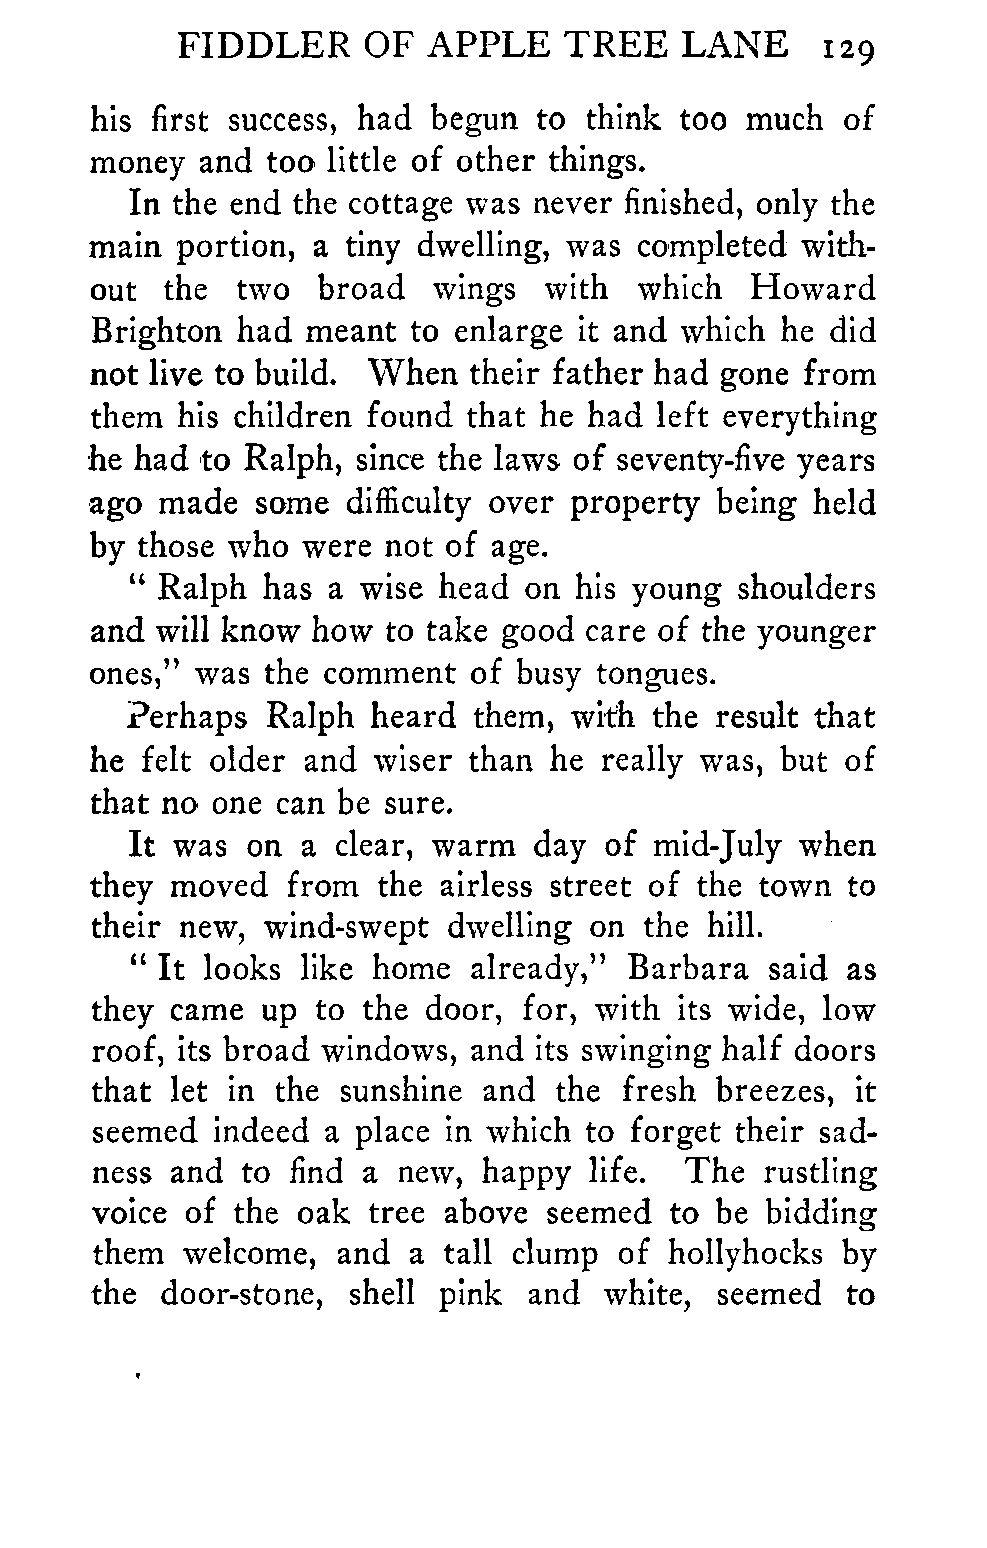 FIDDLER OF APPLE TREE LANE 129
his first success, had begun to think too much of
money and too little of other things.
In the end the cottage was never finished, only the
main portion, a tiny dwelling, was completed with-
out the two broad wings with which Howard
Brighton had meant to enlarge it and which he did
not live to build. When their father had gone from
them his children found that he had left everything
he had to Ralph, since the laws of seventy-five years
ago made some difficulty over property being held
by those who were not of age.
" Ralph has a wise head on his young shoulders
and will know how to take good care of the younger
ones," was the comment of busy tongues.
Perhaps Ralph heard them, with the result that
he felt older and wiser than he really was, but of
that no one can be sure.
It was on a clear, warm day of mid-July when
they moved from the airless street of the town to
their new, wind-swept dwelling on the hill.
" It looks like home already," Barbara said as
they came up to the door, for, with its wide, low
roof, its broad windows, and its swinging half doors
that let in the sunshine and the fresh breezes, it
seemed indeed a place in which to forget their sad-
ness and to find a new, happy life. The rustling
voice of the oak tree above seemed to be bidding
them welcome, and a tall clump of hollyhocks by
the door-stone, shell pink and white, seemed to